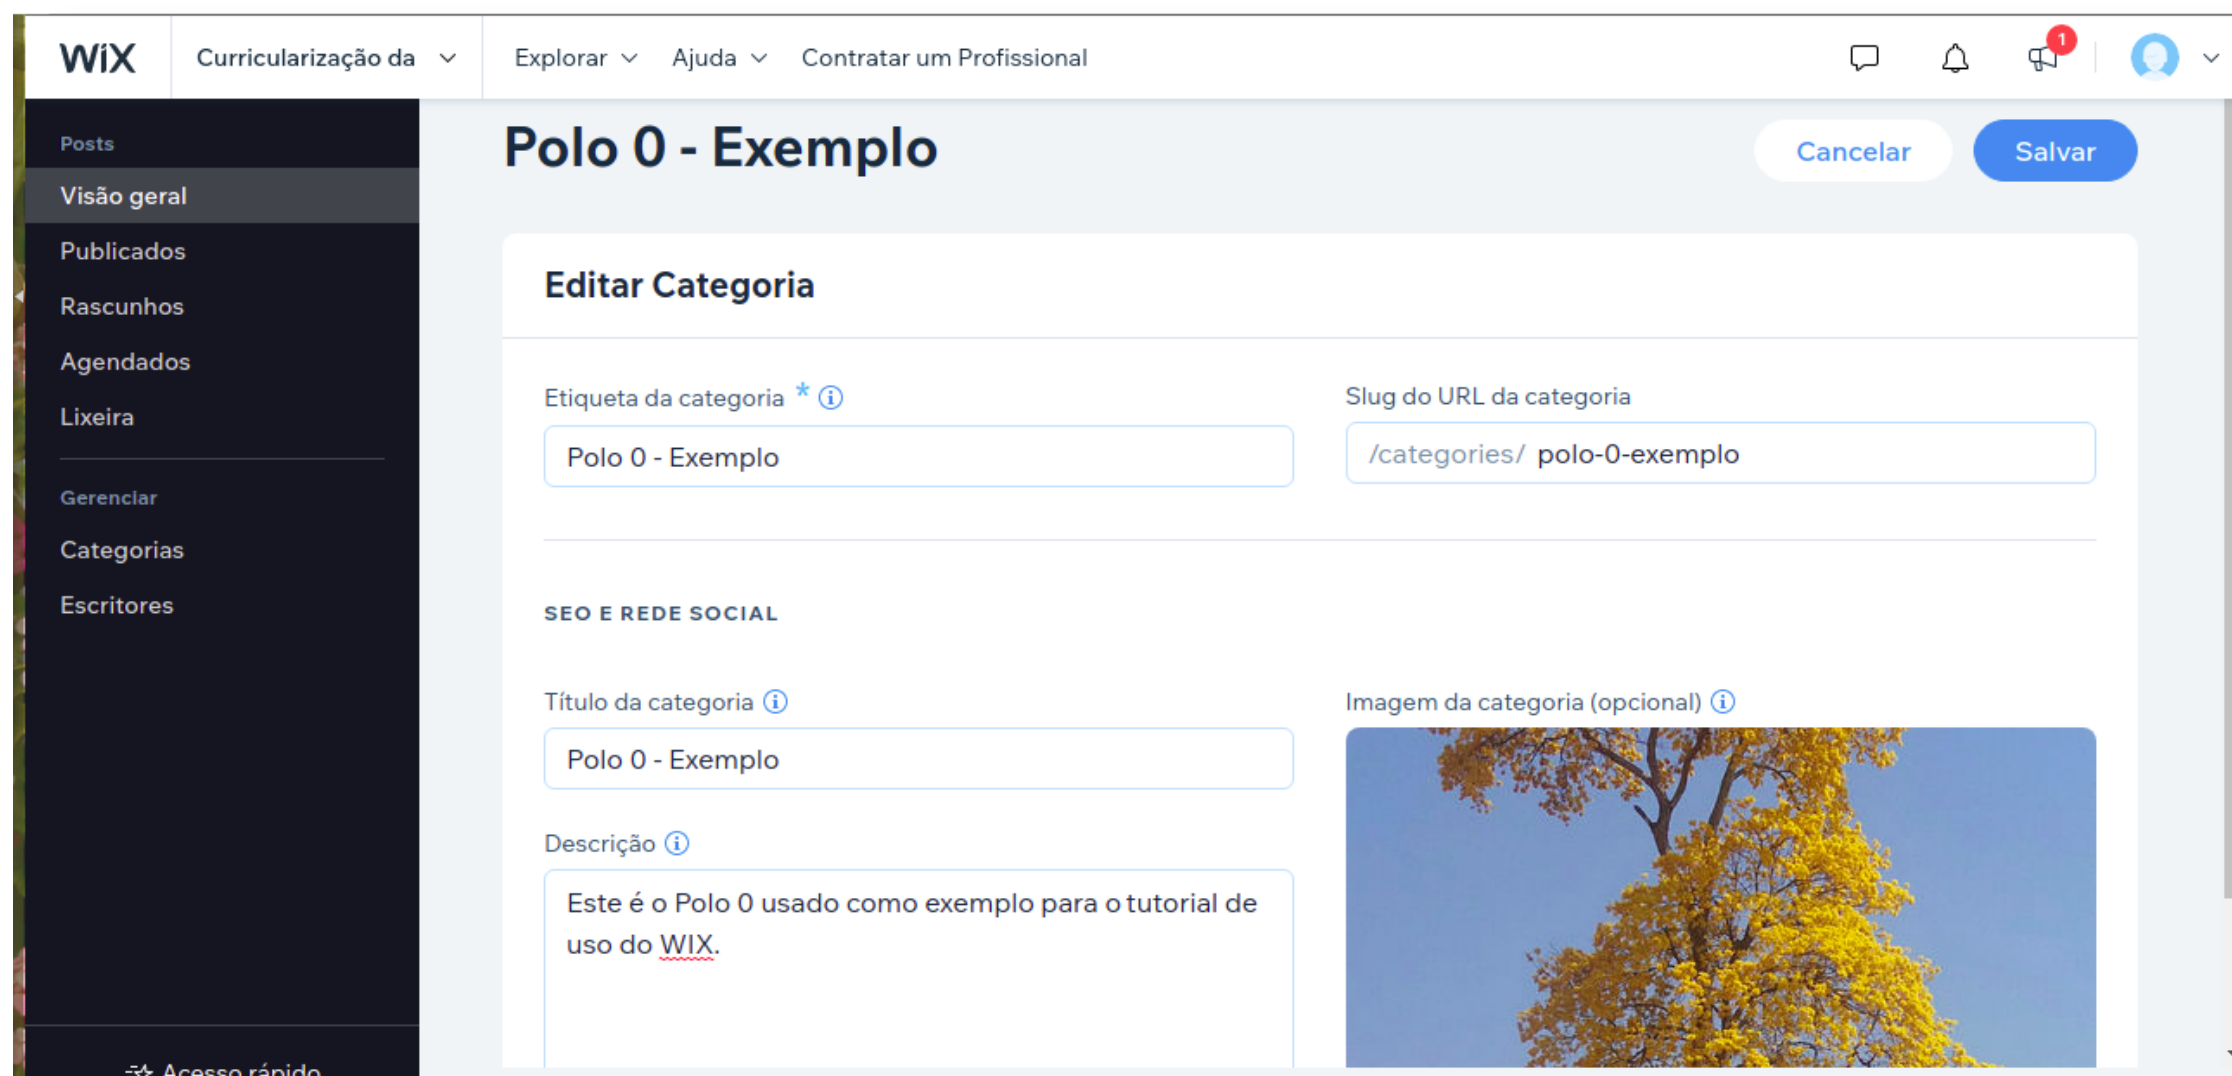 WiX
Curricularização da
Explorar
Ajuda
Contratar um Profissional
1
Posts
Visão geral
Publicados
Rascunhos
Agendados
Lixeira
Gerenciar
Categorias
Escritores
Acesso rápido
Polo 0 - Exemplo
Cancelar
Salvar
Editar Categoria
Etiqueta da categoria *
Polo 0 - Exemplo
Slug do URL da categoria
/categories/ polo-0-exemplo
SEO E REDE SOCIAL
Título da categoria
Polo 0 - Exemplo
Imagem da categoria (opcional)
Descrição
Este é o Polo 0 usado como exemplo para o tutorial de
uso do WIX.